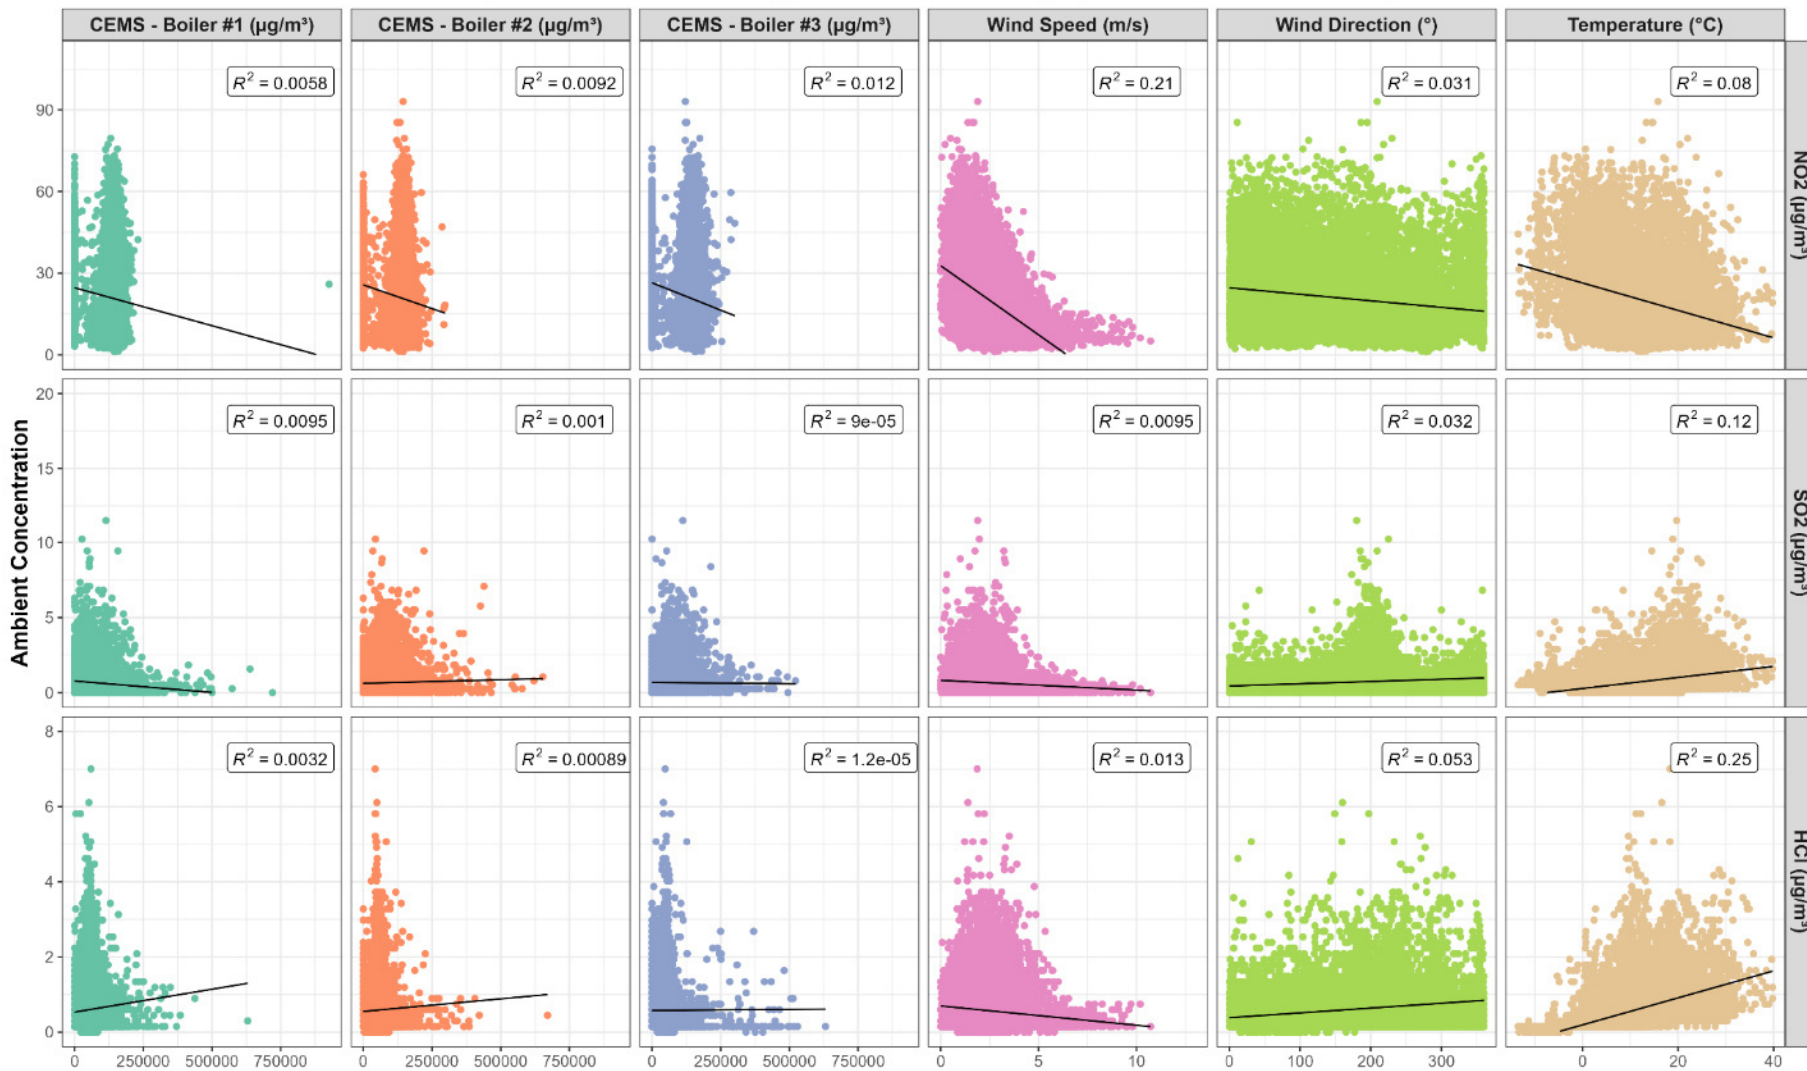 CEMS - Boiler #1 (µg/m³) CEMS - Boiler #2 (µg/m³) CEMS - Boiler #3 (µg/m³) Wind Speed (m/s) Wind Direction (°) Temperature (°C)
R² = 0.0058 R² = 0.0092 R² = 0.012 R² = 0.21 R² = 0.031 R² = 0.08
90
60
30
0
NO2 (µg/m³)
Ambient Concentration
20
R² = 0.0095 R² = 0.001 R² = 9e-05 R² = 0.0095 R² = 0.032 R² = 0.12
15
10
5
0
SO2 (µg/m³)
8
R² = 0.0032 R² = 0.00089 R² = 1.2e-05 R² = 0.013 R² = 0.053 R² = 0.25
6
4
2
0
HCl (µg/m³)
0 250000 500000 750000 0 250000 500000 750000 0 250000 500000 750000 0 5 10 0 100 200 300 0 20 40